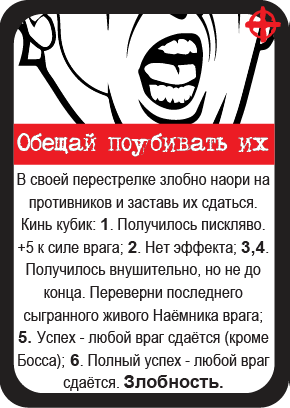 Обещай поубивать их
В своей перестрелке злобно наори на
противников и заставь их сдаться.
Кинь кубик: 1. Получилось пискляво.
+5 к силе врага; 2. Нет эффекта; 3,4.
Получилось внушительно, но не до
конца. Переверни последнего
сыгранного живого Наёмника врага;
5. Успех - любой враг сдаётся (кроме
Босса); 6. Полный успех - любой враг
сдаётся. Злобность.